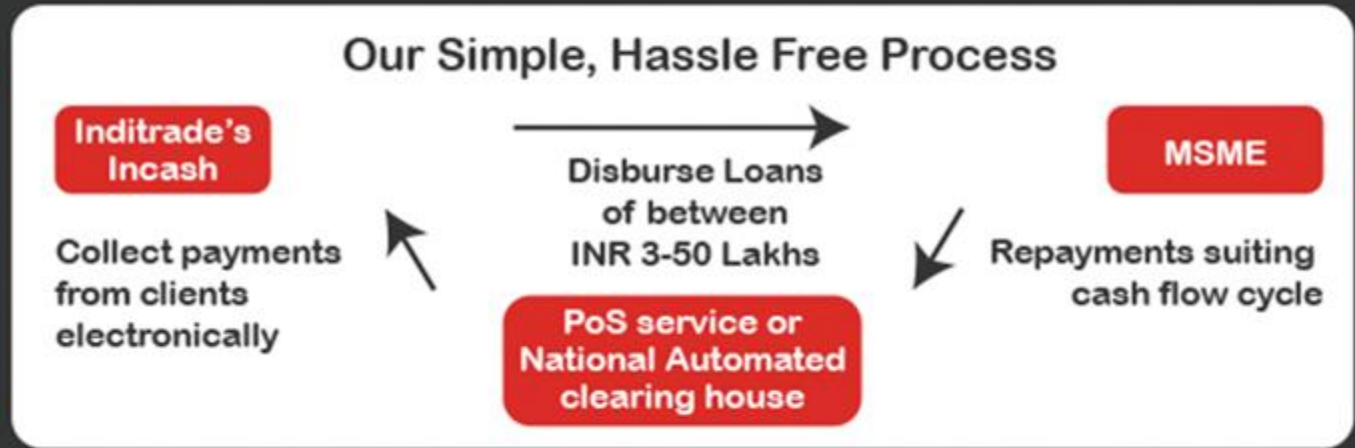 Our Simple, Hassle Free Process
Inditrade's
Incash
Disburse Loans
of between
INR 3-50 Lakhs
MSME
Collect payments
from clients
electronically
PoS service or
National Automated
clearing house
Repayments suiting
cash flow cycle